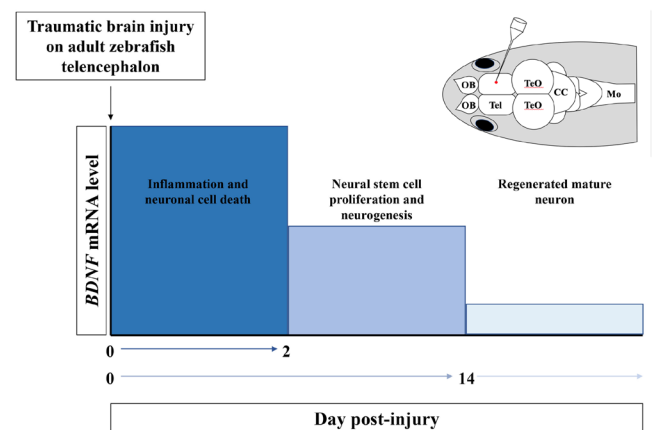 Traumatic brain injury
on adult zebrafish
telencephalon
OB
OB
Tel
TeO
TeO
CC
Mo
BDNF mRNA level
Inflammation and
neuronal cell death
Neural stem cell
proliferation and
neurogenesis
Regenerated mature
neuron
0
2
0
14
Day post-injury